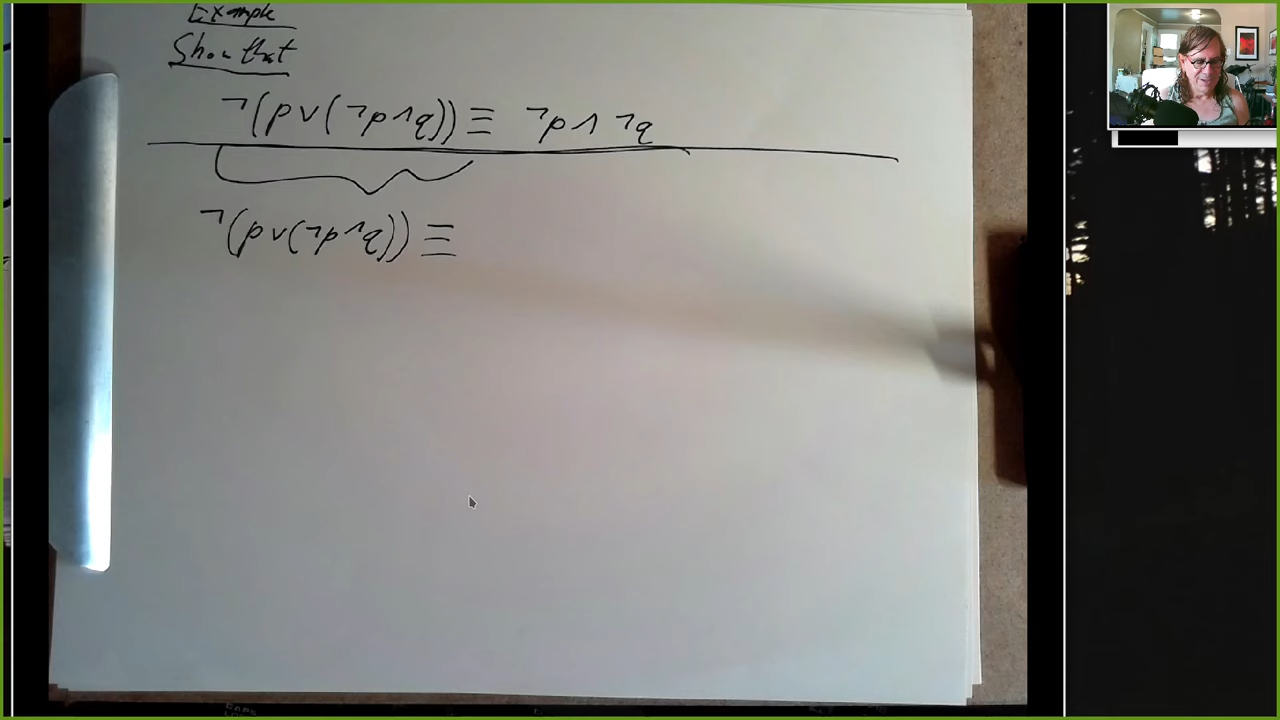 Example
Show that
¬(p∨(¬p∧q)) ≡ ¬p∧¬q
¬(p∨(¬p∧q)) ≡